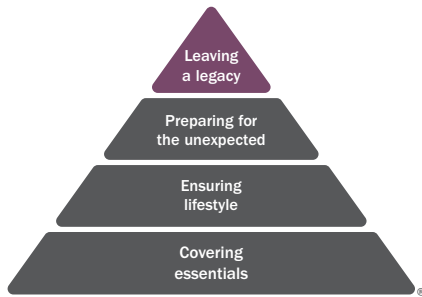 Leaving
a legacy
Preparing for
the unexpected
Ensuring
lifestyle
Covering
essentials
®